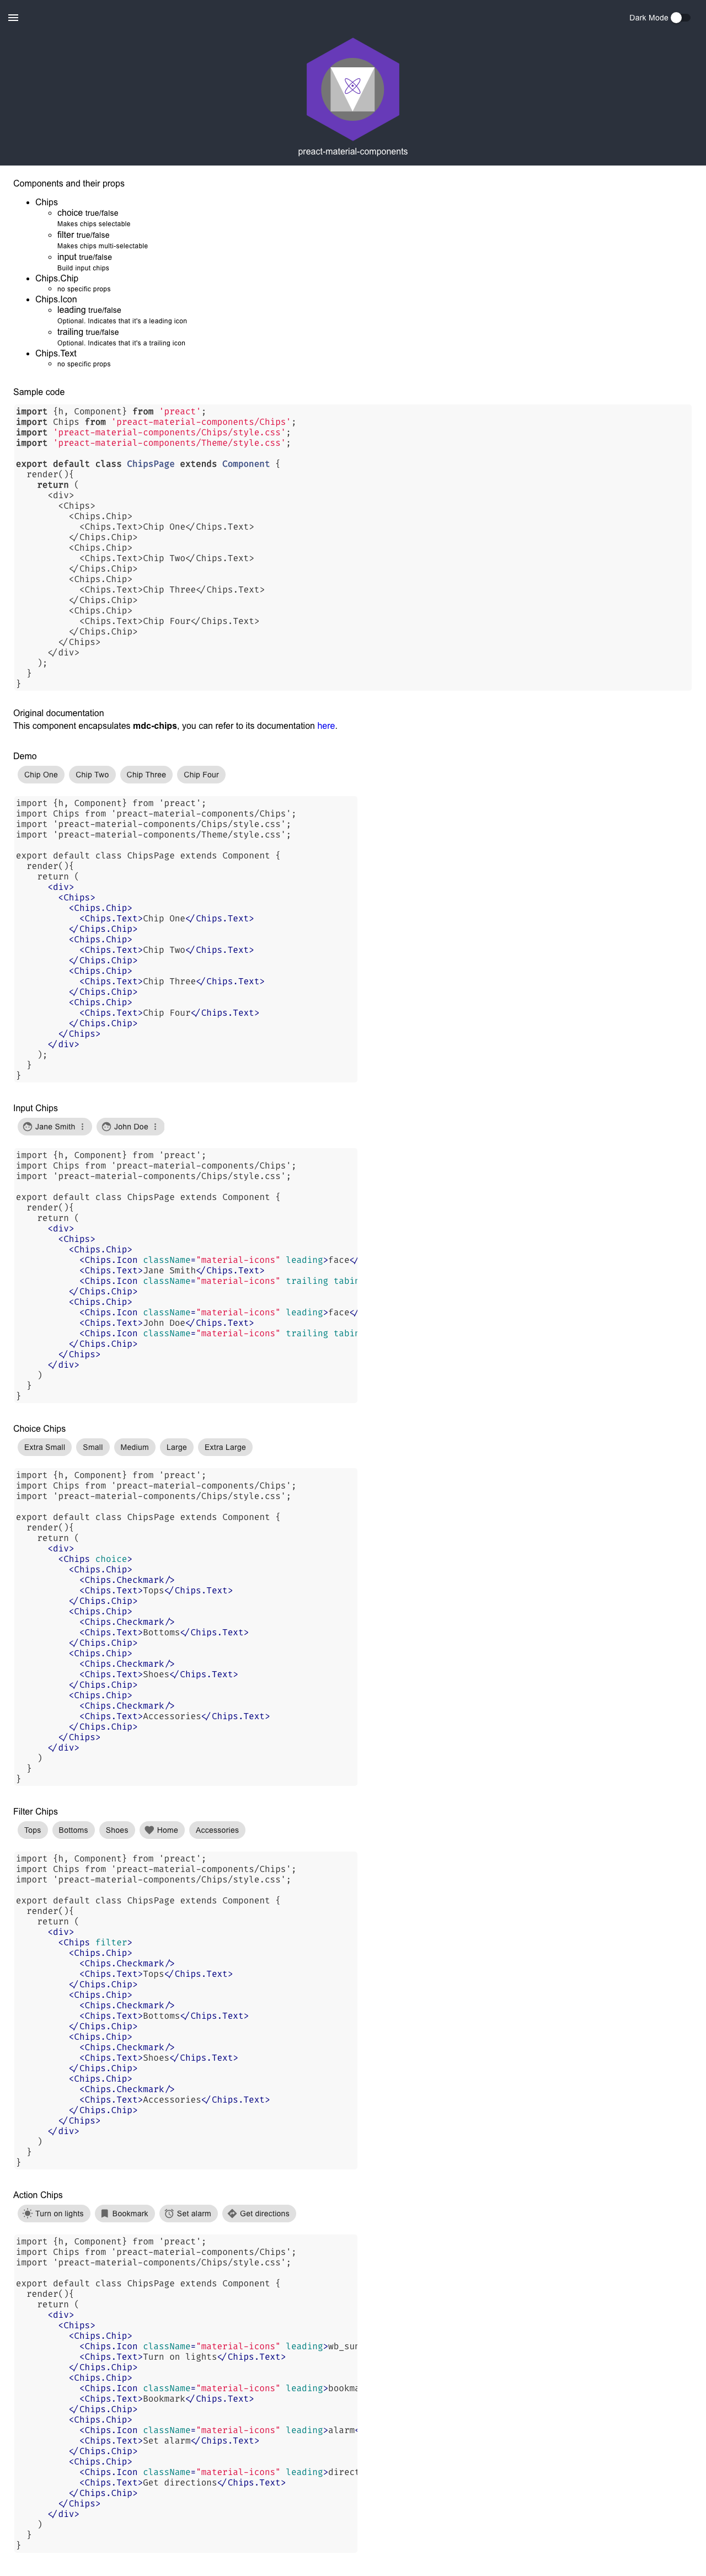 Dark Mode
preact-material-components
Components and their props
Chips
choice true/false
Makes chips selectable
filter true/false
Makes chips multi-selectable
input true/false
Build input chips
Chips.Chip
no specific props
Chips.Icon
leading true/false
Optional. Indicates that it's a leading icon
trailing true/false
Optional. Indicates that it's a trailing icon
Chips.Text
no specific props
Sample code
import {h, Component} from 'preact';
import Chips from 'preact-material-components/Chips';
import 'preact-material-components/Chips/style.css';
import 'preact-material-components/Theme/style.css';
export default class ChipsPage extends Component {
render(){
return (
<div>
<Chips>
<Chips.Chip>
<Chips.Text>Chip One</Chips.Text>
</Chips.Chip>
<Chips.Chip>
<Chips.Text>Chip Two</Chips.Text>
</Chips.Chip>
<Chips.Chip>
<Chips.Text>Chip Three</Chips.Text>
</Chips.Chip>
<Chips.Chip>
<Chips.Text>Chip Four</Chips.Text>
</Chips.Chip>
</Chips>
</div>
);
}
}
Original documentation
This component encapsulates mdc-chips, you can refer to its documentation here.
Demo
Chip One Chip Two Chip Three Chip Four
import {h, Component} from 'preact';
import Chips from 'preact-material-components/Chips';
import 'preact-material-components/Chips/style.css';
import 'preact-material-components/Theme/style.css';
export default class ChipsPage extends Component {
render(){
return (
<div>
<Chips>
<Chips.Chip>
<Chips.Text>Chip One</Chips.Text>
</Chips.Chip>
<Chips.Chip>
<Chips.Text>Chip Two</Chips.Text>
</Chips.Chip>
<Chips.Chip>
<Chips.Text>Chip Three</Chips.Text>
</Chips.Chip>
<Chips.Chip>
<Chips.Text>Chip Four</Chips.Text>
</Chips.Chip>
</Chips>
</div>
);
}
}
Input Chips
Jane Smith John Doe
import {h, Component} from 'preact';
import Chips from 'preact-material-components/Chips';
import 'preact-material-components/Chips/style.css';
export default class ChipsPage extends Component {
render(){
return (
<div>
<Chips>
<Chips.Chip>
<Chips.Icon className="material-icons" leading>face</
<Chips.Text>Jane Smith</Chips.Text>
<Chips.Icon className="material-icons" trailing tabin
</Chips.Chip>
<Chips.Chip>
<Chips.Icon className="material-icons" leading>face</
<Chips.Text>John Doe</Chips.Text>
<Chips.Icon className="material-icons" trailing tabin
</Chips.Chip>
</Chips>
</div>
)
}
}
Choice Chips
Extra Small Small Medium Large Extra Large
import {h, Component} from 'preact';
import Chips from 'preact-material-components/Chips';
import 'preact-material-components/Chips/style.css';
export default class ChipsPage extends Component {
render(){
return (
<div>
<Chips choice>
<Chips.Chip>
<Chips.Checkmark/>
<Chips.Text>Tops</Chips.Text>
</Chips.Chip>
<Chips.Chip>
<Chips.Checkmark/>
<Chips.Text>Bottoms</Chips.Text>
</Chips.Chip>
<Chips.Chip>
<Chips.Checkmark/>
<Chips.Text>Shoes</Chips.Text>
</Chips.Chip>
<Chips.Chip>
<Chips.Checkmark/>
<Chips.Text>Accessories</Chips.Text>
</Chips.Chip>
</Chips>
</div>
)
}
}
Filter Chips
Tops Bottoms Shoes Home Accessories
import {h, Component} from 'preact';
import Chips from 'preact-material-components/Chips';
import 'preact-material-components/Chips/style.css';
export default class ChipsPage extends Component {
render(){
return (
<div>
<Chips filter>
<Chips.Chip>
<Chips.Checkmark/>
<Chips.Text>Tops</Chips.Text>
</Chips.Chip>
<Chips.Chip>
<Chips.Checkmark/>
<Chips.Text>Bottoms</Chips.Text>
</Chips.Chip>
<Chips.Chip>
<Chips.Checkmark/>
<Chips.Text>Shoes</Chips.Text>
</Chips.Chip>
<Chips.Chip>
<Chips.Checkmark/>
<Chips.Text>Accessories</Chips.Text>
</Chips.Chip>
</Chips>
</div>
)
}
}
Action Chips
Turn on lights Bookmark Set alarm Get directions
import {h, Component} from 'preact';
import Chips from 'preact-material-components/Chips';
import 'preact-material-components/Chips/style.css';
export default class ChipsPage extends Component {
render(){
return (
<div>
<Chips>
<Chips.Chip>
<Chips.Icon className="material-icons" leading>wb_sun
<Chips.Text>Turn on lights</Chips.Text>
</Chips.Chip>
<Chips.Chip>
<Chips.Icon className="material-icons" leading>bookma
<Chips.Text>Bookmark</Chips.Text>
</Chips.Chip>
<Chips.Chip>
<Chips.Icon className="material-icons" leading>alarm<
<Chips.Text>Set alarm</Chips.Text>
</Chips.Chip>
<Chips.Chip>
<Chips.Icon className="material-icons" leading>direct
<Chips.Text>Get directions</Chips.Text>
</Chips.Chip>
</Chips>
</div>
)
}
}